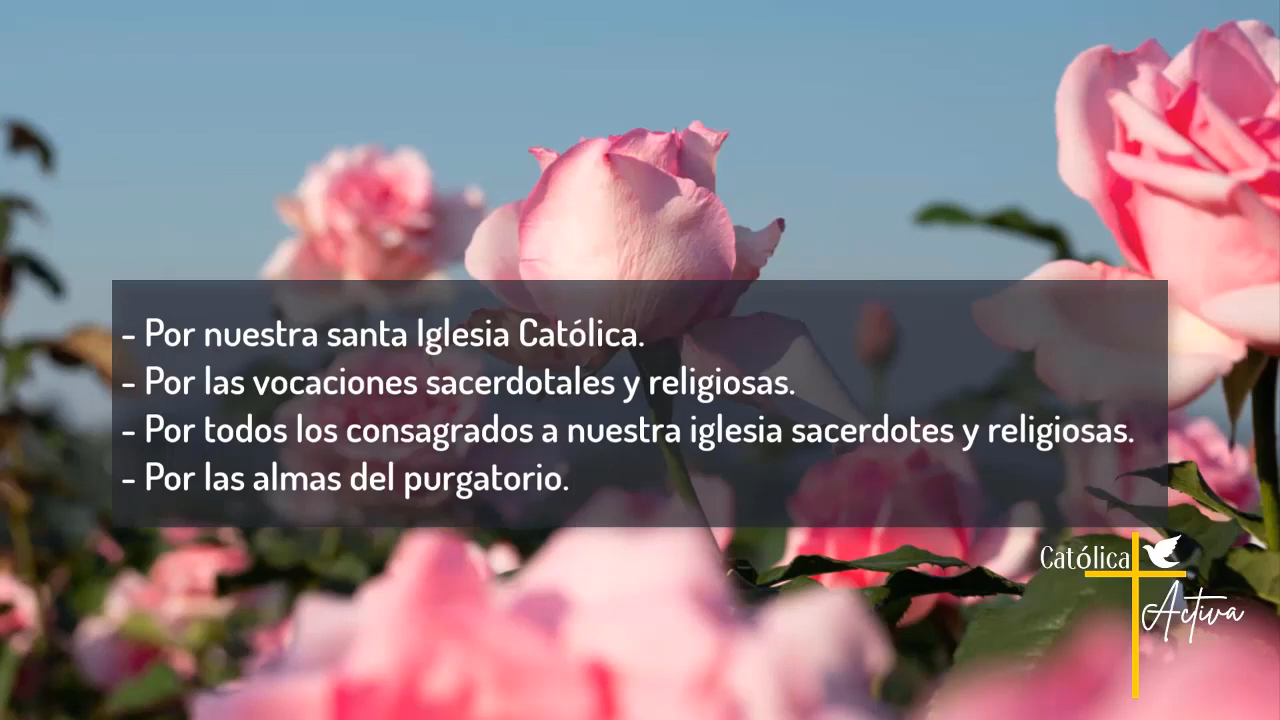 - Por nuestra santa Iglesia Católica.
- Por las vocaciones sacerdotales y religiosas.
- Por todos los consagrados a nuestra iglesia sacerdotes y religiosas.
- Por las almas del purgatorio.
Católica
Activa